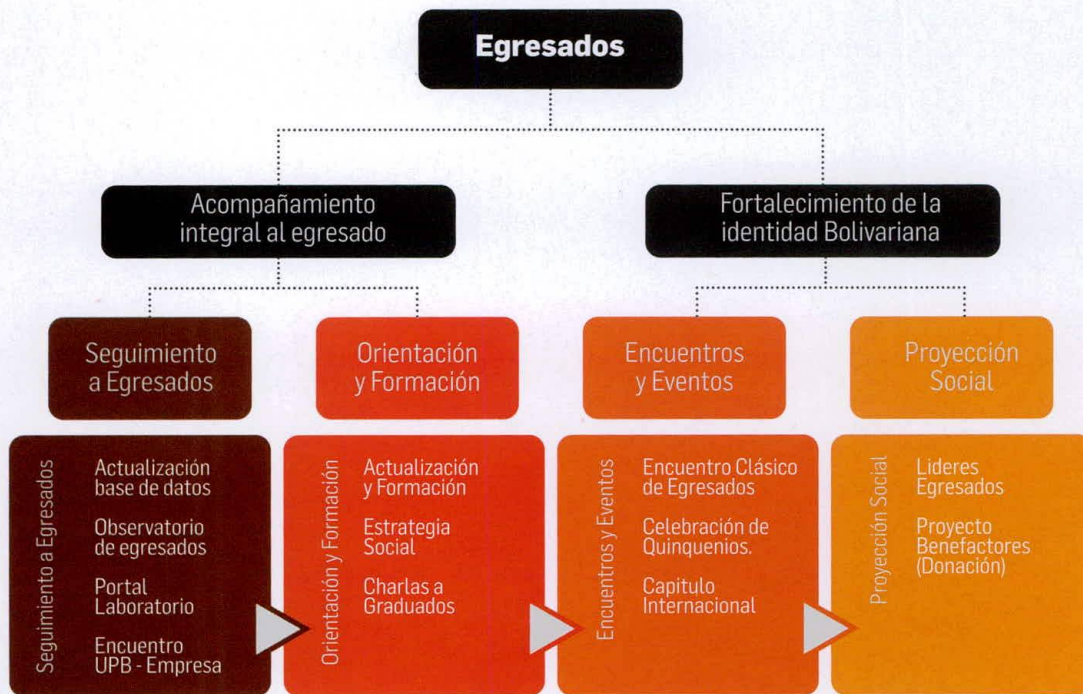 Egresados
Acompañamiento
integral al egresado
Fortalecimiento de la
identidad Bolivariana
Seguimiento
a Egresados
Orientación
y Formación
Encuentros
y Eventos
Proyección
Social
Seguimiento a Egresados
Actualización
base de datos
Observatorio
de egresados
Portal
Laboratorio
Encuentro
UPB - Empresa
Orientación y Formación
Actualización
y Formación
Estrategia
Social
Charlas a
Graduados
Encuentros y Eventos
Encuentro Clásico
de Egresados
Celebración de
Quinquenios.
Capitulo
Internacional
Proyección Social
Lideres
Egresados
Proyecto
Benefactores
(Donación)